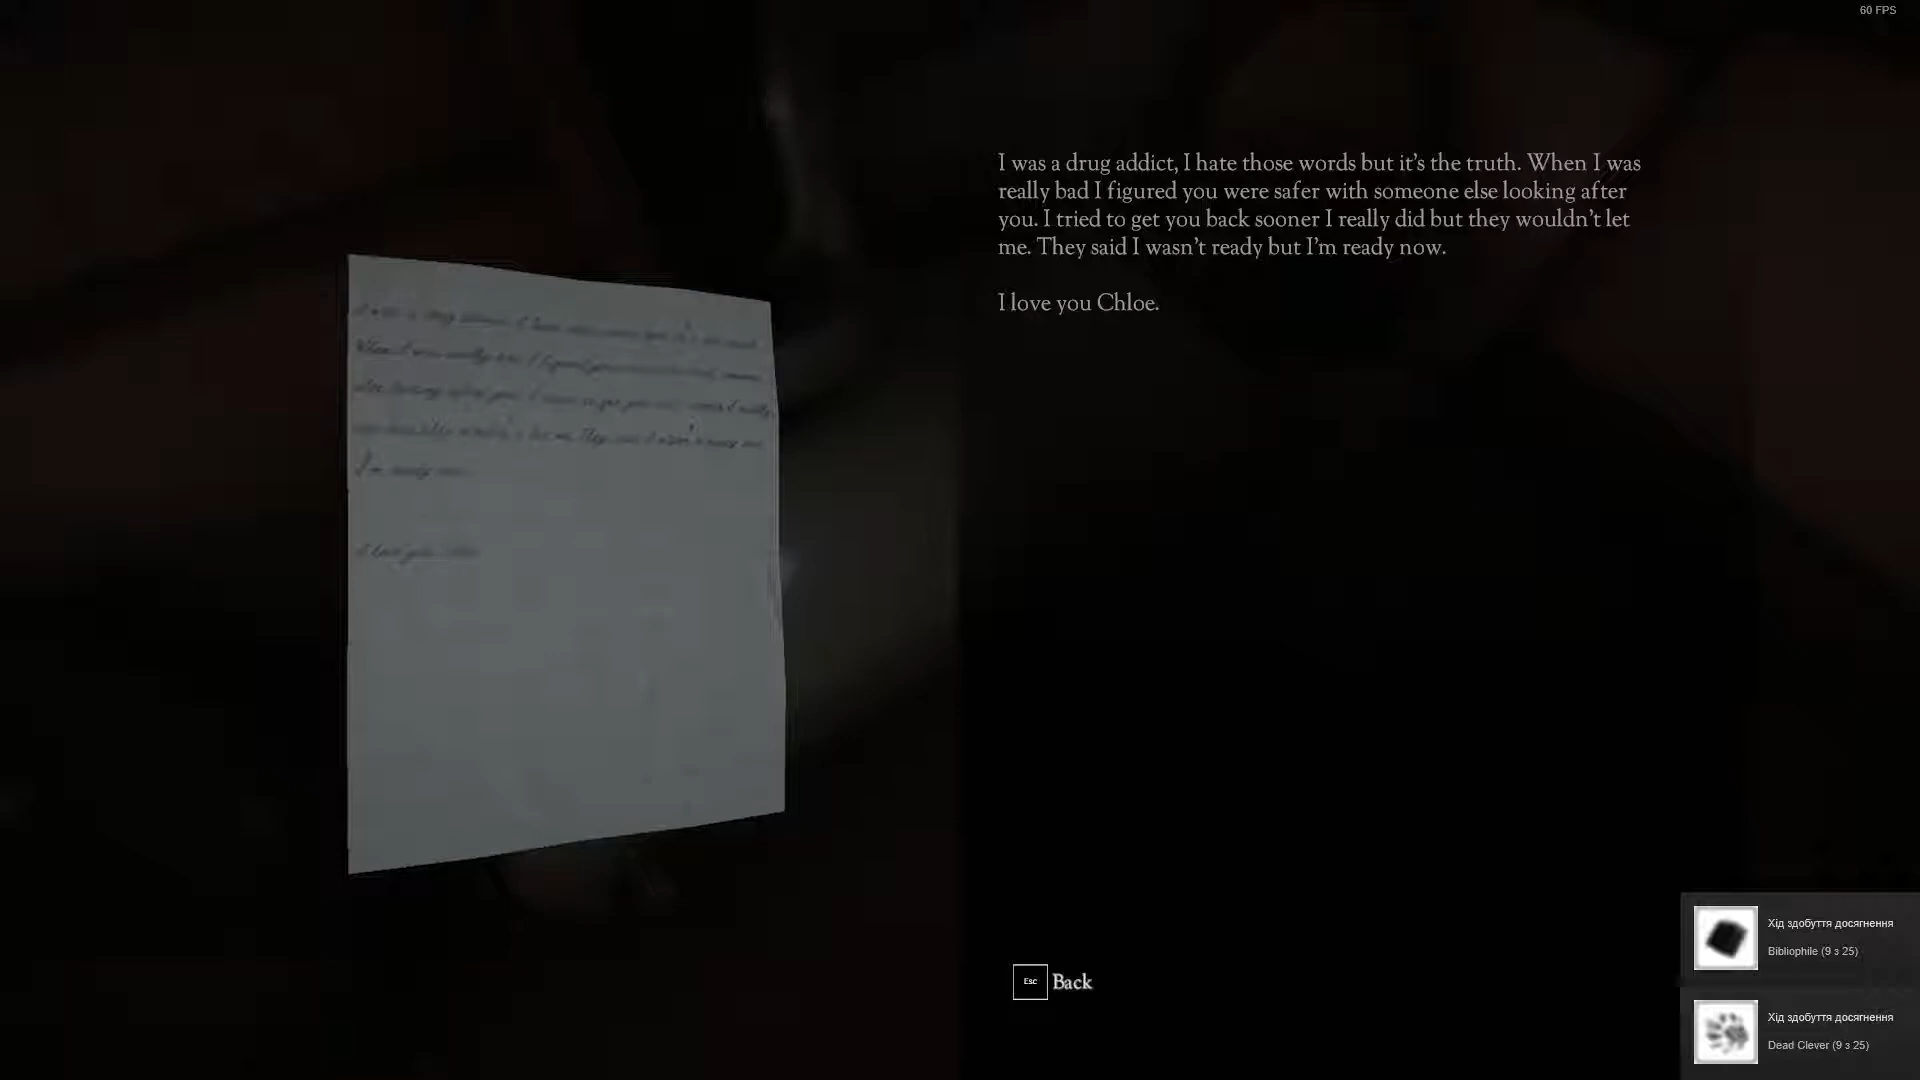 60 FPS
I was a drug addict, I hate those words but it's the truth. When I was
really bad I figured you were safer with someone else looking after
you. I tried to get you back sooner I really did but they wouldn't let
me. They said I wasn't ready but I'm ready now.
I love you Chloe.
Esc Back
Хід здобуття досягнення
Bibliophile (9 з 25)
Хід здобуття досягнення
Dead Clever (9 з 25)